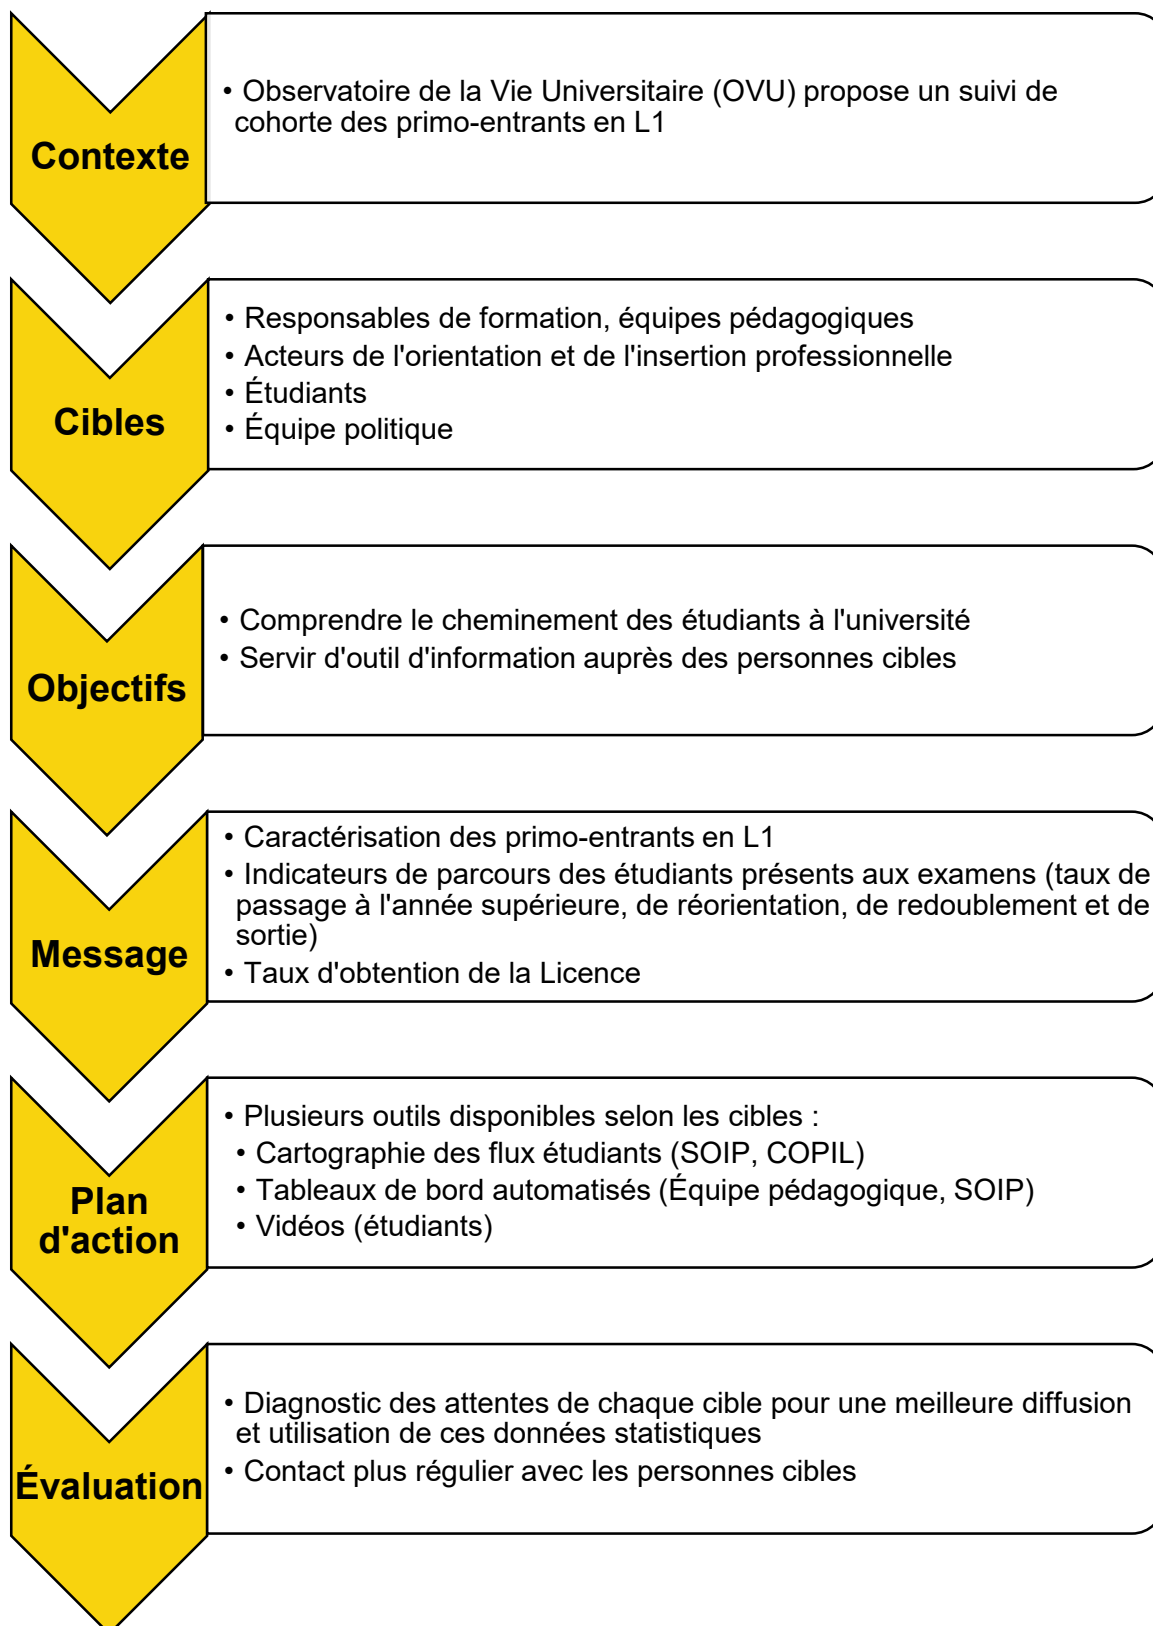 Contexte
• Observatoire de la Vie Universitaire (OVU) propose un suivi de
cohorte des primo-entrants en L1
Cibles
• Responsables de formation, équipes pédagogiques
• Acteurs de l'orientation et de l'insertion professionnelle
• Étudiants
• Équipe politique
Objectifs
• Comprendre le cheminement des étudiants à l'université
• Servir d'outil d'information auprès des personnes cibles
Message
• Caractérisation des primo-entrants en L1
• Indicateurs de parcours des étudiants présents aux examens (taux de
passage à l'année supérieure, de réorientation, de redoublement et de
sortie)
• Taux d'obtention de la Licence
Plan
d'action
• Plusieurs outils disponibles selon les cibles :
• Cartographie des flux étudiants (SOIP, COPIL)
• Tableaux de bord automatisés (Équipe pédagogique, SOIP)
• Vidéos (étudiants)
Évaluation
• Diagnostic des attentes de chaque cible pour une meilleure diffusion
et utilisation de ces données statistiques
• Contact plus régulier avec les personnes cibles